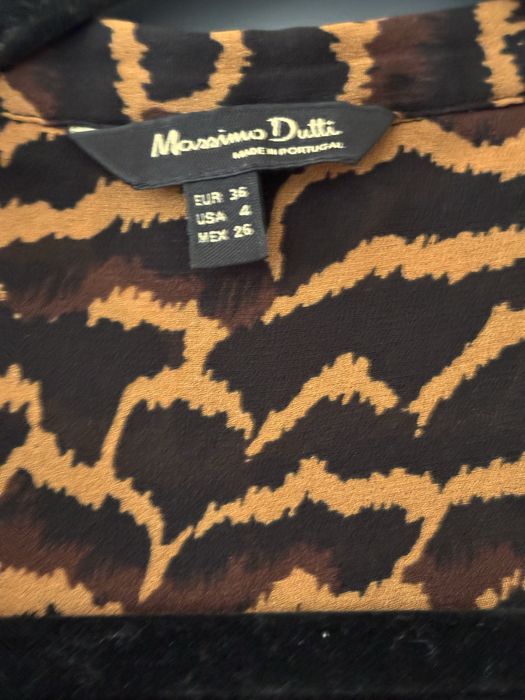 Massimo Dutti
MADE IN PORTUGAL
EUR 36
USA 4
MEX 26